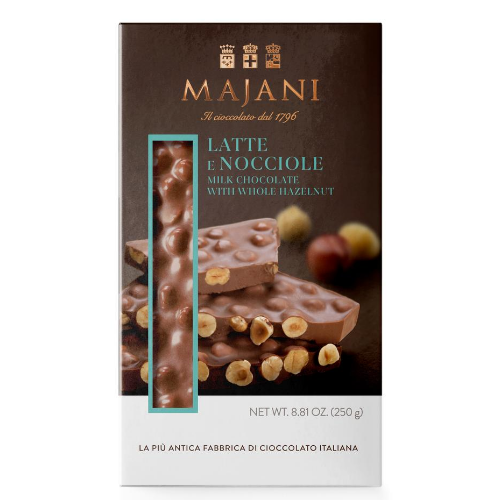 MAJANI
Il cioccolato dal 1796
LATTE
E NOCCIOLE
MILK CHOCOLATE
WITH WHOLE HAZELNUT
NET WT. 8.81 OZ. (250 g)
LA PIÙ ANTICA FABBRICA DI CIOCCOLATO ITALIANA